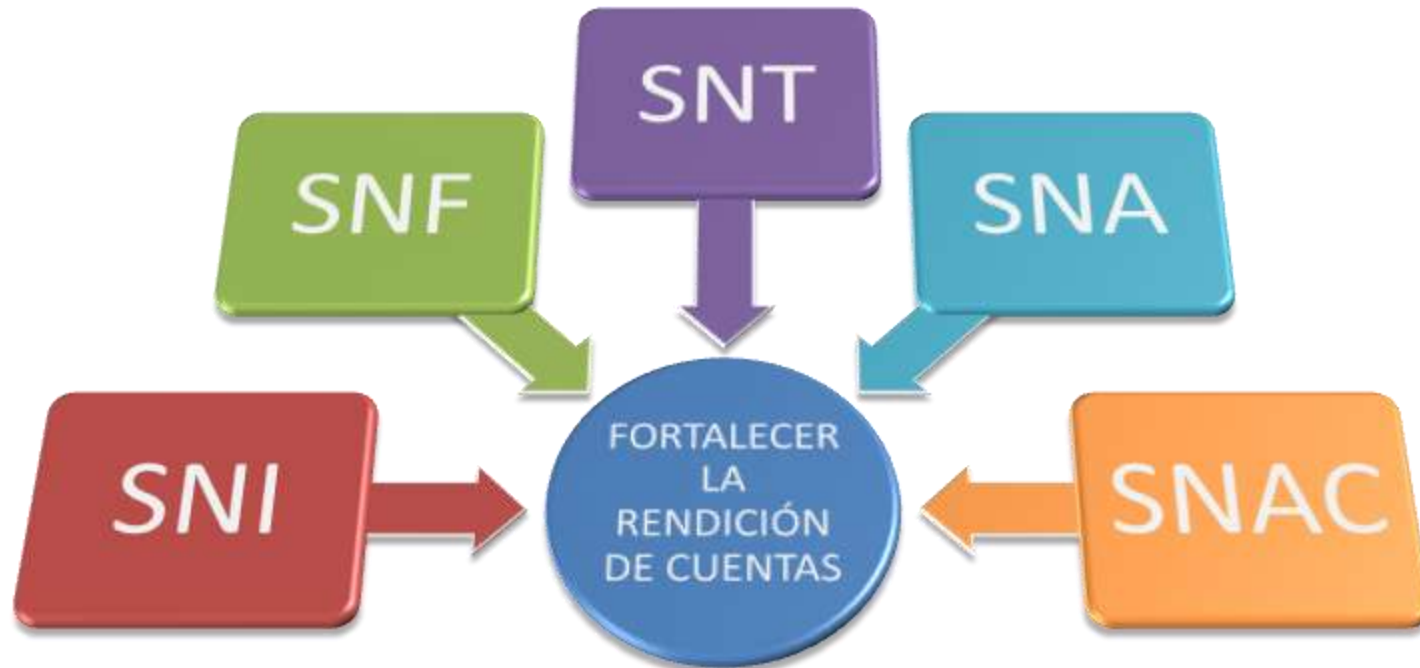 SNT
SNF
SNA
SNI
SNAC
FORTALECER
LA
RENDICIÓN
DE CUENTAS